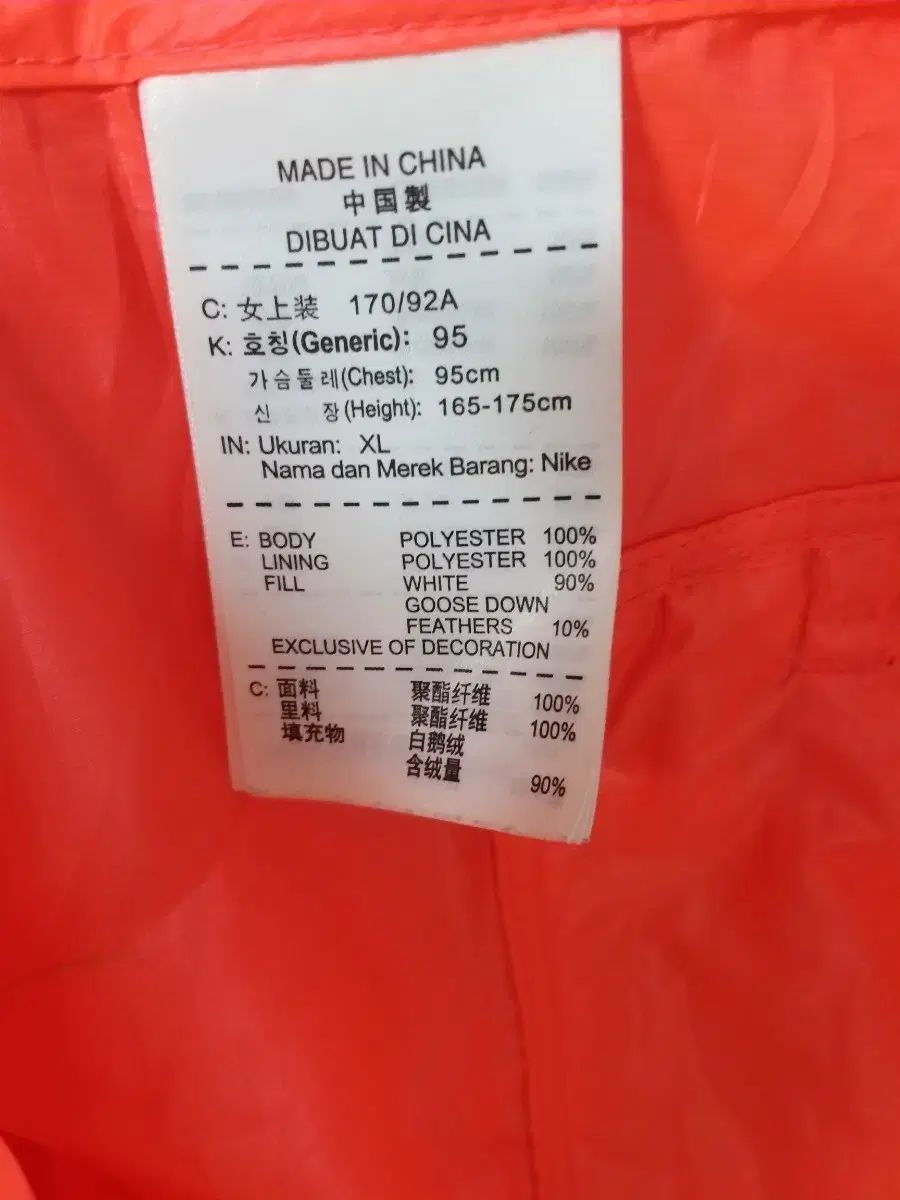 MADE IN CHINA
中国製
DIBUAT DI CINA
C: 女上装 170/92A
K: 호칭(Generic): 95
가슴둘레(Chest): 95cm
신 장(Height): 165-175cm
IN: Ukuran: XL
Nama dan Merek Barang: Nike
E: BODY POLYESTER 100%
LINING POLYESTER 100%
FILL WHITE 90%
GOOSE DOWN
FEATHERS 10%
EXCLUSIVE OF DECORATION
C: 面料 聚酯纤维 100%
里料 聚酯纤维 100%
填充物 白鹅绒
含绒量 90%